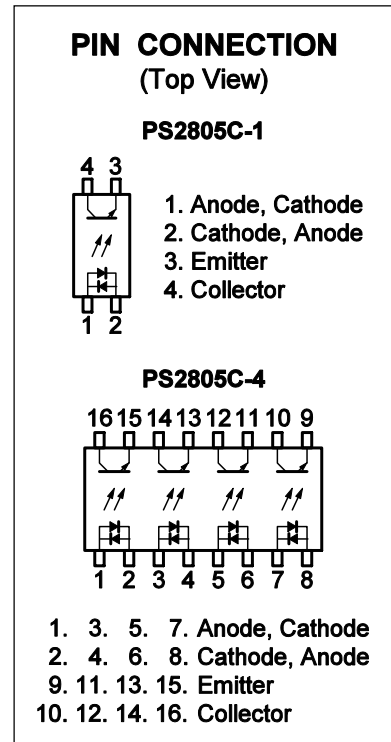 PIN CONNECTION
(Top View)
PS2805C-1
4 3
1. Anode, Cathode
2. Cathode, Anode
3. Emitter
4. Collector
1 2
PS2805C-4
16 15 14 13 12 11 10 9
1 2 3 4 5 6 7 8
1. 3. 5. 7. Anode, Cathode
2. 4. 6. 8. Cathode, Anode
9. 11. 13. 15. Emitter
10. 12. 14. 16. Collector